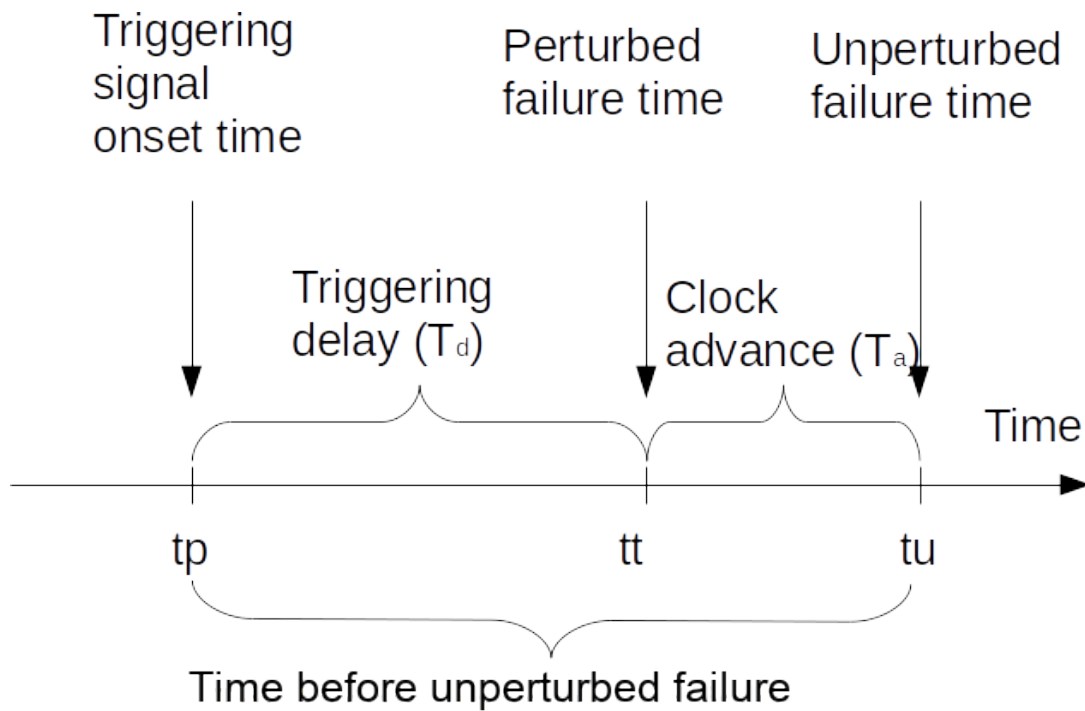 Triggering
signal
onset time
Perturbed
failure time
Unperturbed
failure time
Triggering
delay (Td)
Clock
advance (Ta)
Time
tp
tt
tu
Time before unperturbed failure